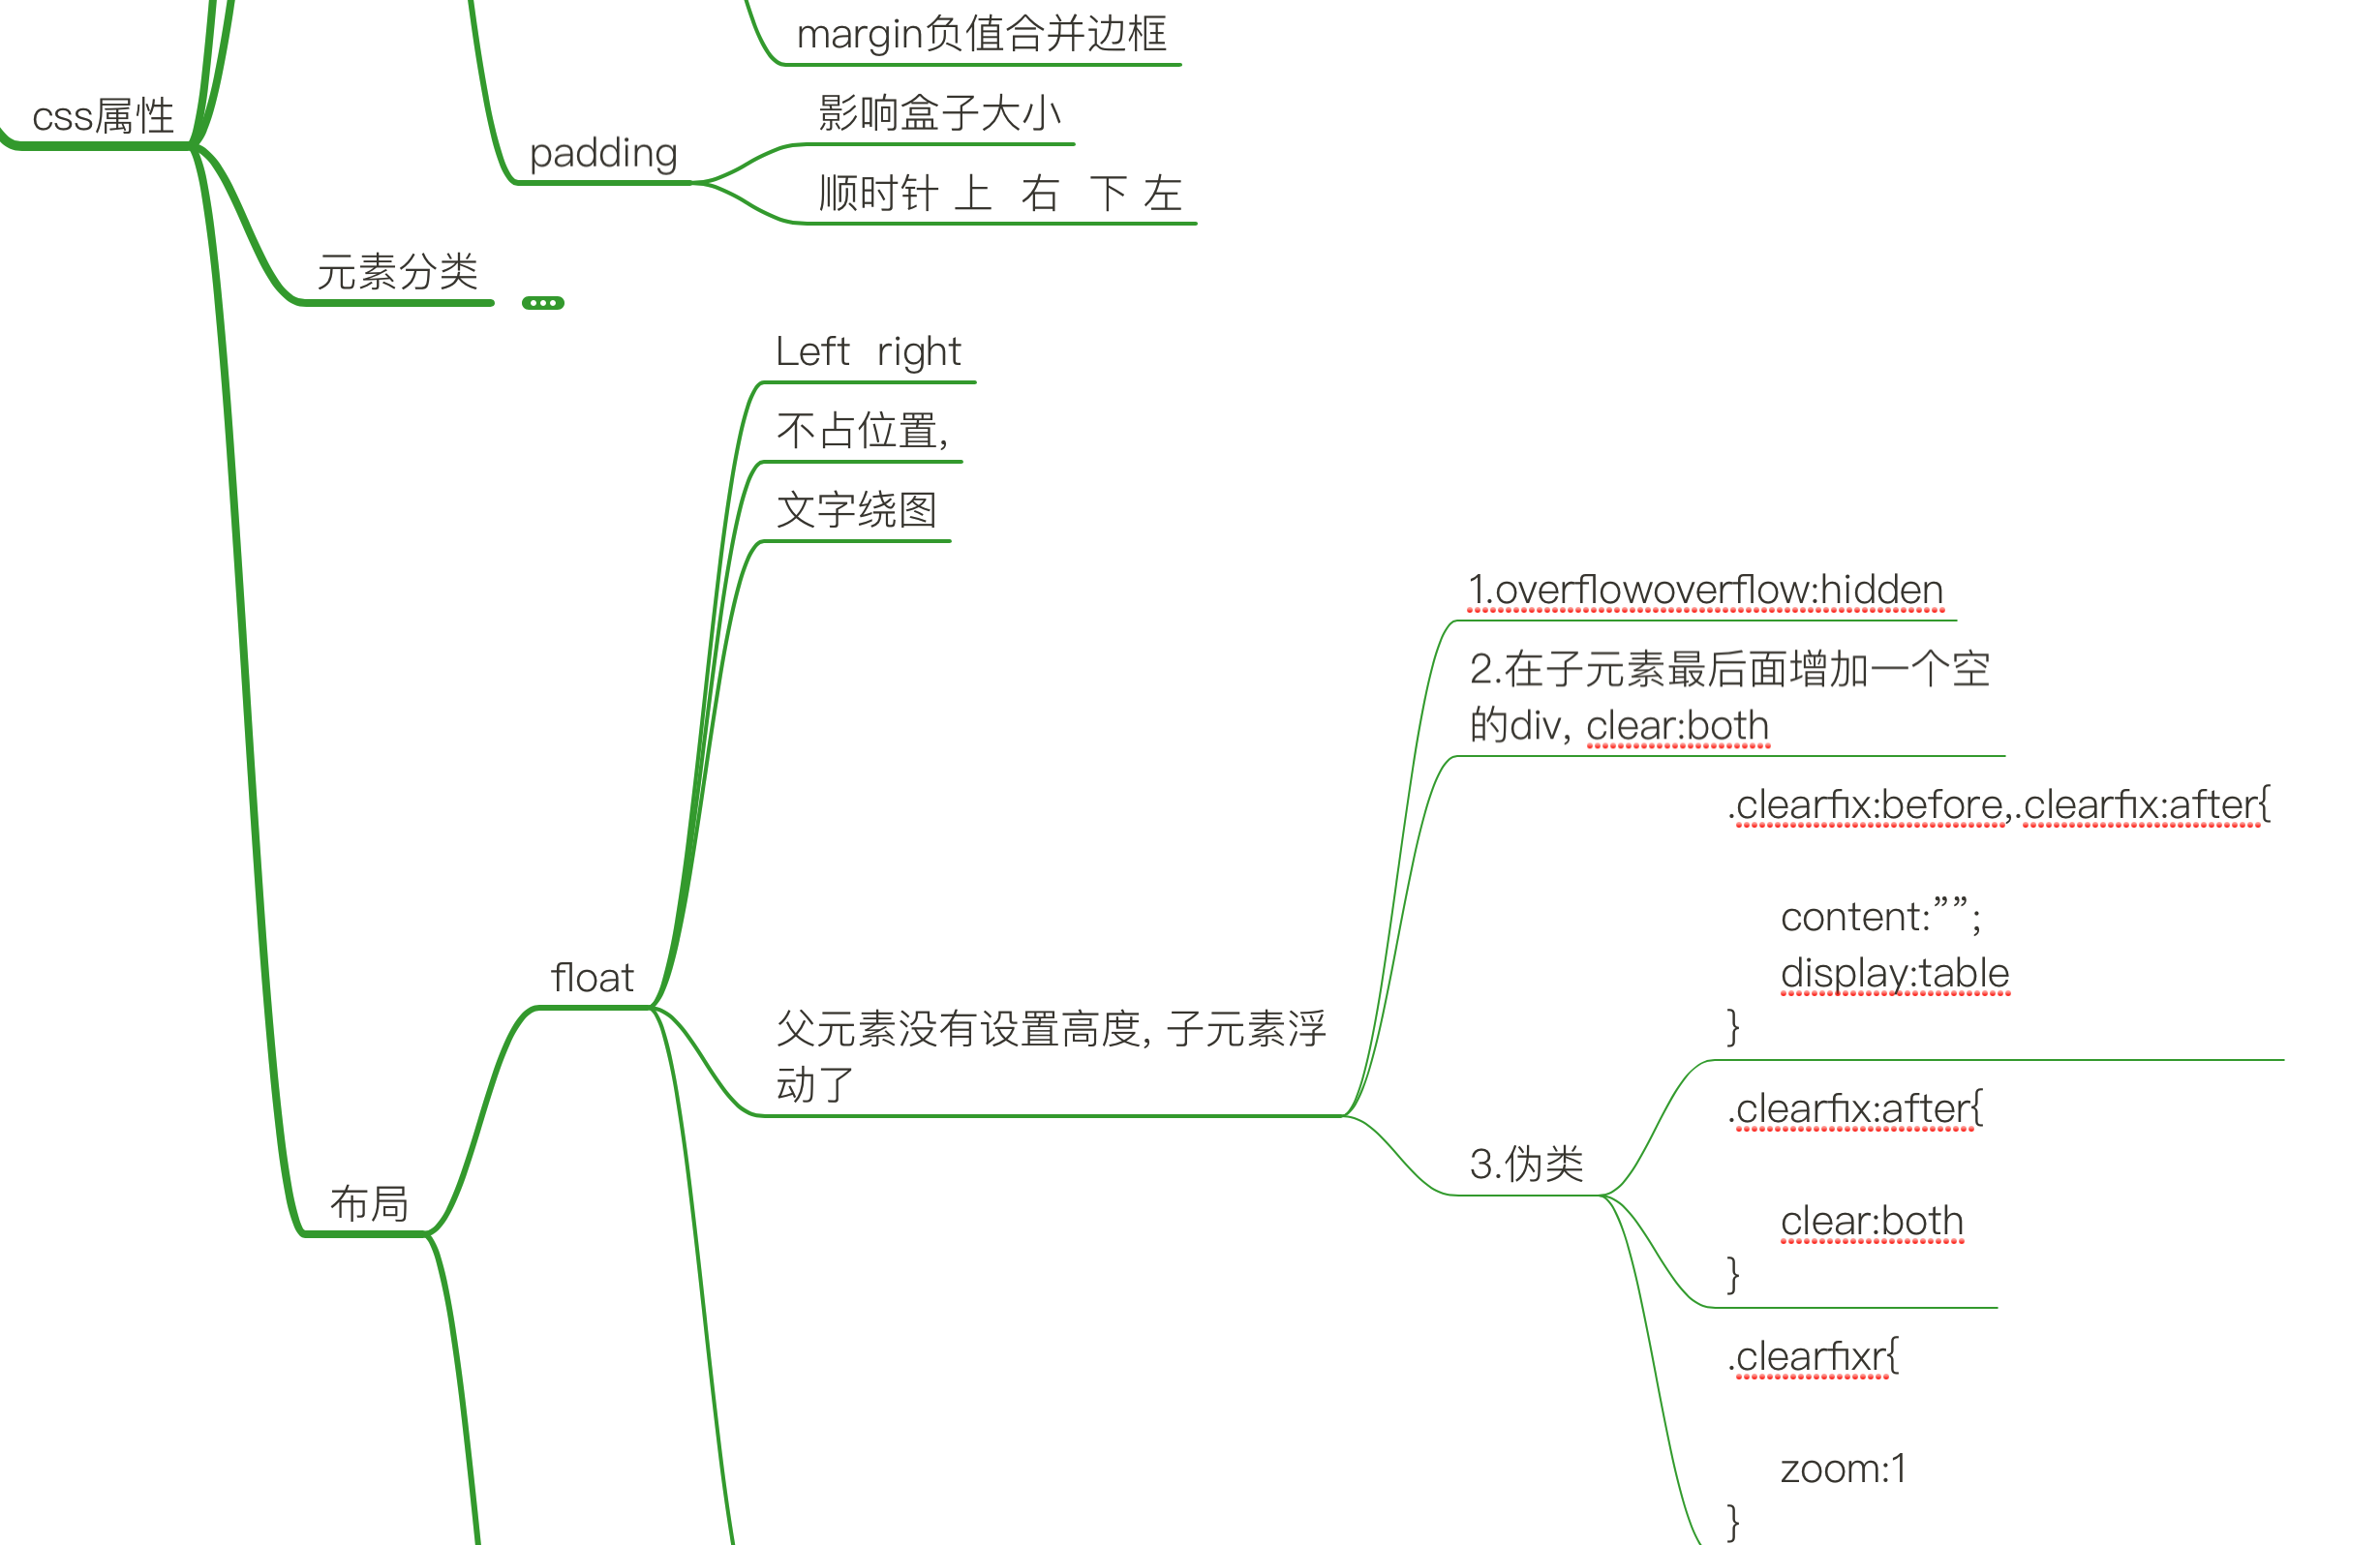 margin负值合并边框
css属性
影响盒子大小
padding
顺时针 上 右 下 左
元素分类
Left right
不占位置,
文字绕图
1.overflowoverflow:hidden
2.在子元素最后面增加一个空
的div, clear:both
.clearfix:before,.clearfix:after{
content:””;
display:table
}
float
父元素没有设置高度, 子元素浮
动了
.clearfix:after{
clear:both
}
3.伪类
布局
.clearfixr{
zoom:1
}